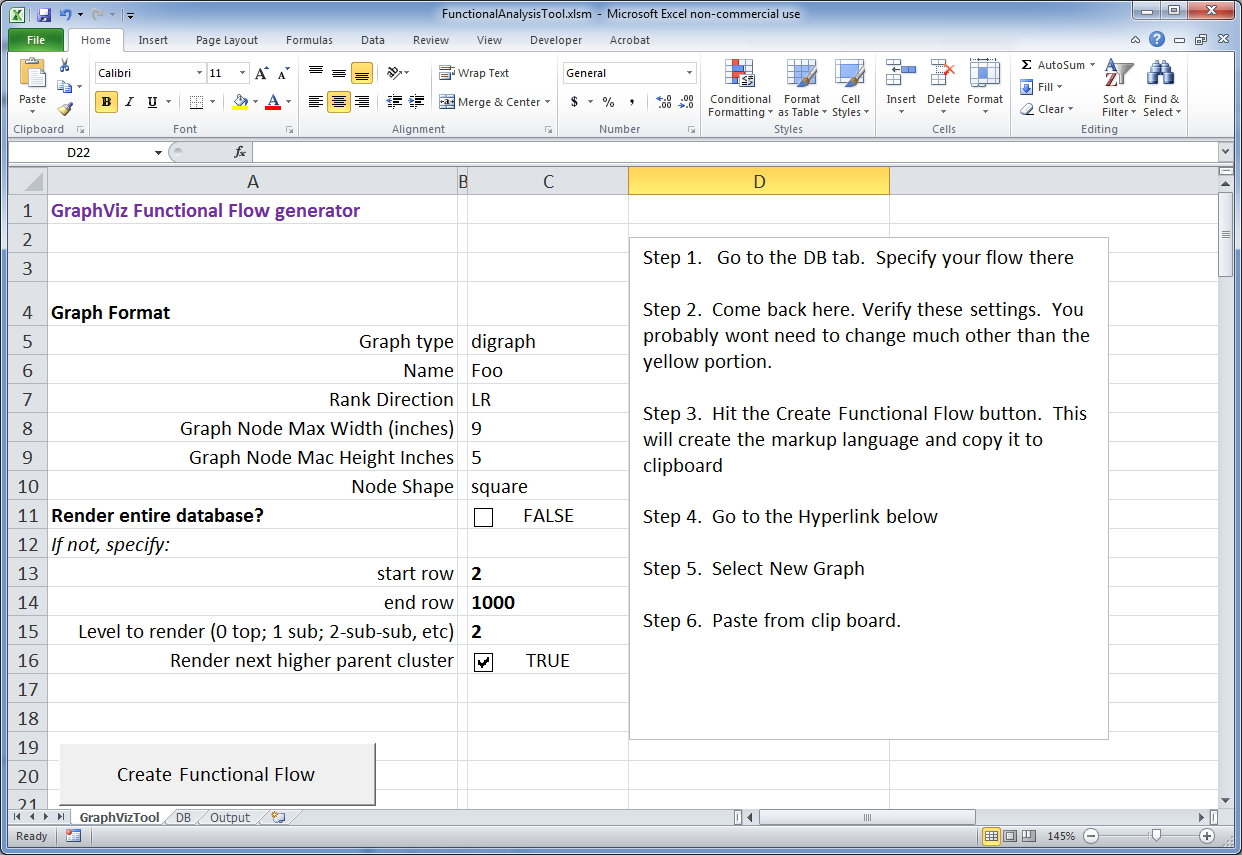 FunctionalAnalysisTool.xlsm - Microsoft Excel non-commercial use
File Home Insert Page Layout Formulas Data Review View Developer Acrobat
Paste
Calibri 11
Wrap Text
General
Conditional Formatting
Format as Table
Cell Styles
Insert Delete Format
AutoSum
Fill
Clear
Sort & Filter
Find & Select
B I U
Merge & Center
$ % ,
Clipboard Font Alignment Number Styles Cells Editing
D22 fx
A B C D
1 GraphViz Functional Flow generator
2
3
4 Graph Format
5 Graph type digraph
6 Name Foo
7 Rank Direction LR
8 Graph Node Max Width (inches) 9
9 Graph Node Mac Height Inches 5
10 Node Shape square
11 Render entire database? FALSE
12 If not, specify:
13 start row 2
14 end row 1000
15 Level to render (0 top; 1 sub; 2-sub-sub, etc) 2
16 Render next higher parent cluster TRUE
17
18
19
20
21
Create Functional Flow
Step 1. Go to the DB tab. Specify your flow there
Step 2. Come back here. Verify these settings. You
probably wont need to change much other than the
yellow portion.
Step 3. Hit the Create Functional Flow button. This
will create the markup language and copy it to
clipboard
Step 4. Go to the Hyperlink below
Step 5. Select New Graph
Step 6. Paste from clip board.
GraphVizTool DB Output
Ready 145%